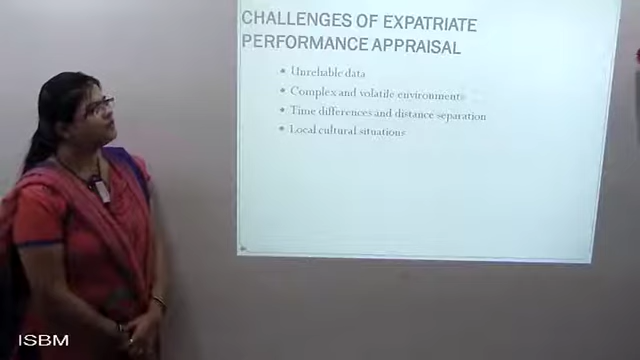 CHALLENGES OF EXPATRIATE
PERFORMANCE APPRAISAL
• Unreliable data
• Complex and volatile environments
• Time differences and distance separation
• Local cultural situations
ISBM